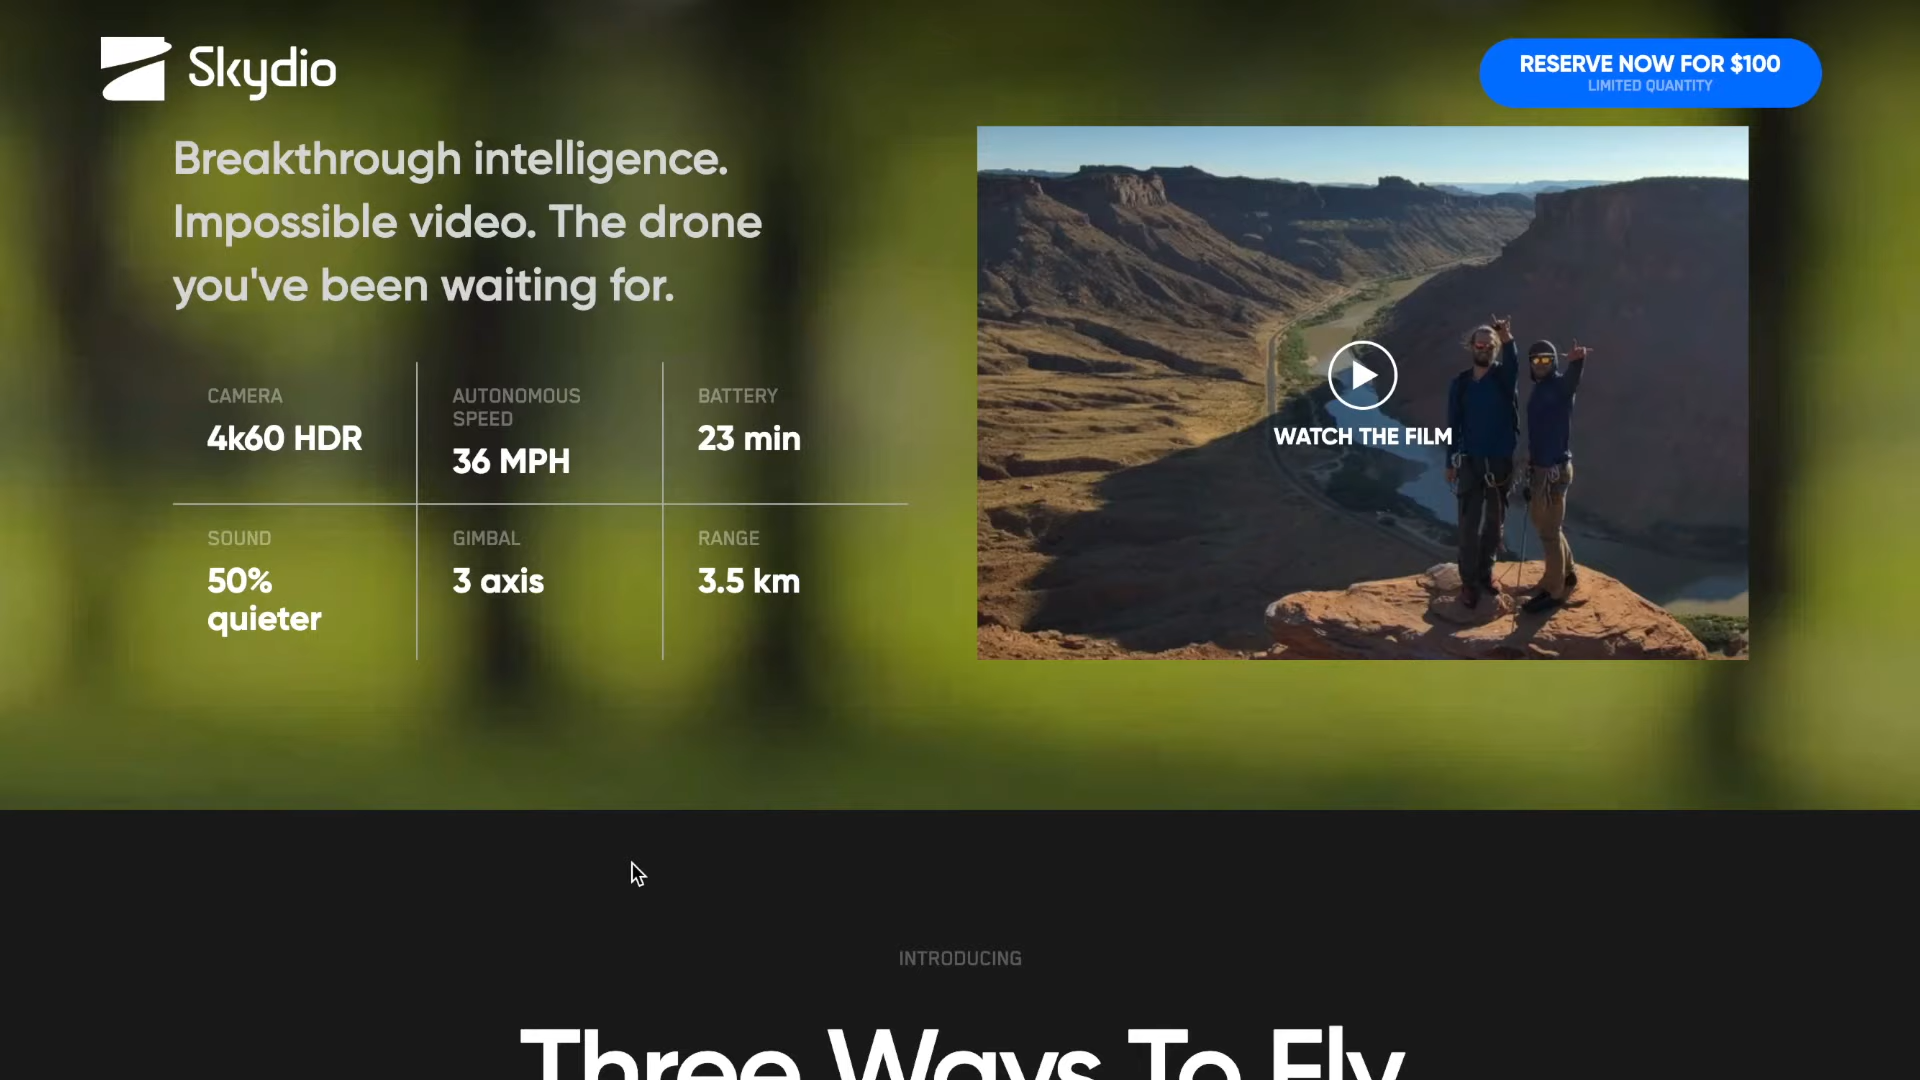 Skydio
RESERVE NOW FOR $100
LIMITED QUANTITY
Breakthrough intelligence.
Impossible video. The drone
you've been waiting for.
CAMERA
4k60 HDR
AUTONOMOUS
SPEED
36 MPH
BATTERY
23 min
SOUND
50%
quieter
GIMBAL
3 axis
RANGE
3.5 km
WATCH THE FILM
INTRODUCING
Three Ways To Fly